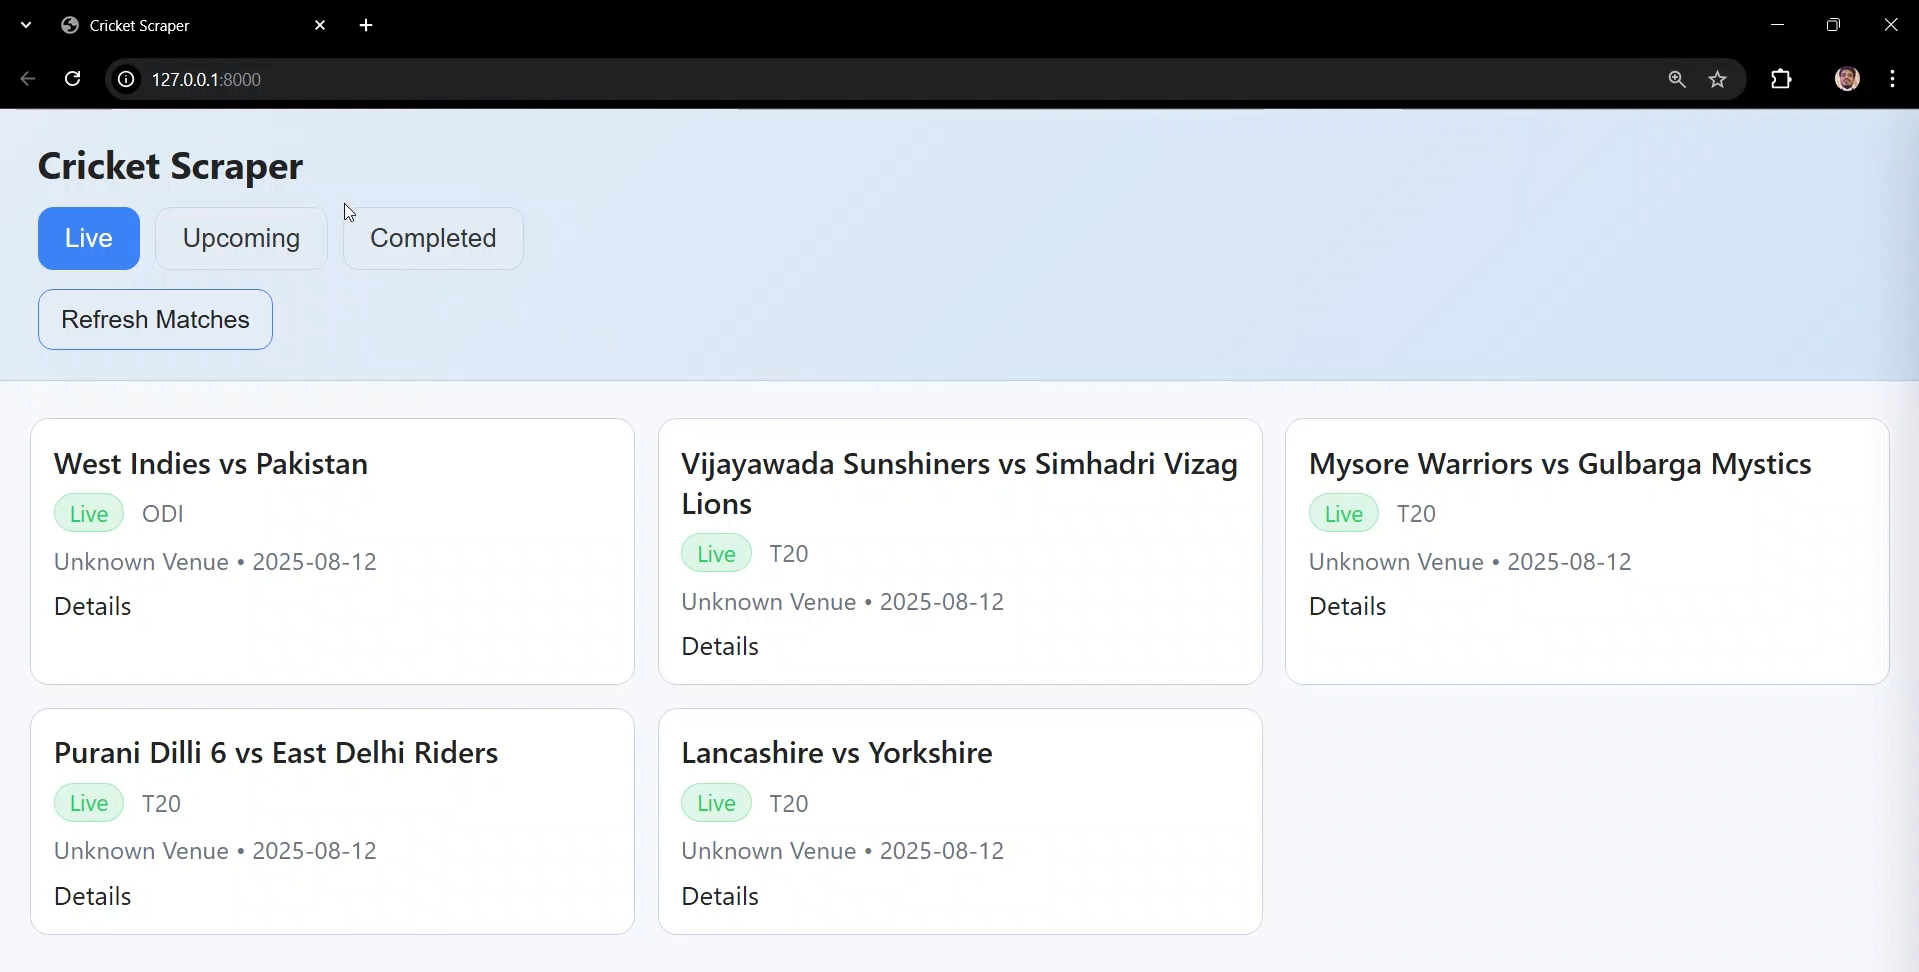 Cricket Scraper
127.0.0.1:8000
Cricket Scraper
Live
Upcoming
Completed
Refresh Matches
West Indies vs Pakistan
Live ODI
Unknown Venue • 2025-08-12
Details
Vijayawada Sunshiners vs Simhadri Vizag
Lions
Live T20
Unknown Venue • 2025-08-12
Details
Mysore Warriors vs Gulbarga Mystics
Live T20
Unknown Venue • 2025-08-12
Details
Purani Dilli 6 vs East Delhi Riders
Live T20
Unknown Venue • 2025-08-12
Details
Lancashire vs Yorkshire
Live T20
Unknown Venue • 2025-08-12
Details